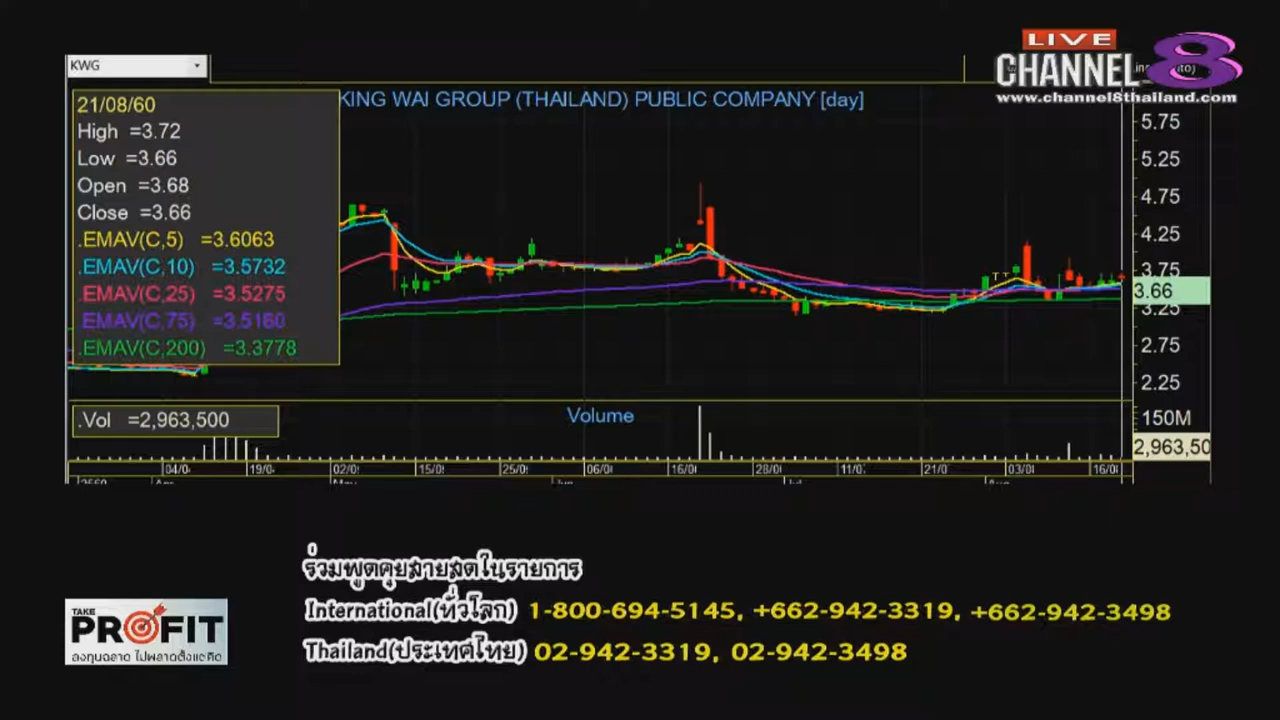 LIVE
CHANNEL 8
www.channel8thailand.com
KWG
KING WAI GROUP (THAILAND) PUBLIC COMPANY [day]
21/08/60
High =3.72
Low =3.66
Open =3.68
Close =3.66
.EMAV(C,5) =3.6063
.EMAV(C,10) =3.5732
.EMAV(C,25) =3.5275
.EMAV(C,75) =3.5160
.EMAV(C,200) =3.3778
5.75
5.25
4.75
4.25
3.75
3.66
3.25
2.75
2.25
.Vol =2,963,500
Volume
150M
2,963,50
04/0 19/0 02/0 15/0 25/0 06/0 16/0 28/0 11/0 21/0 03/0 16/0
ร่วมพูดคุยสายสดในรายการ
International(ทั่วโลก) 1-800-694-5145, +662-942-3319, +662-942-3498
Thailand(ประเทศไทย) 02-942-3319, 02-942-3498
TAKE
PROFIT
ลงทุนฉลาด ไม่พลาดตั้งแต่คิด